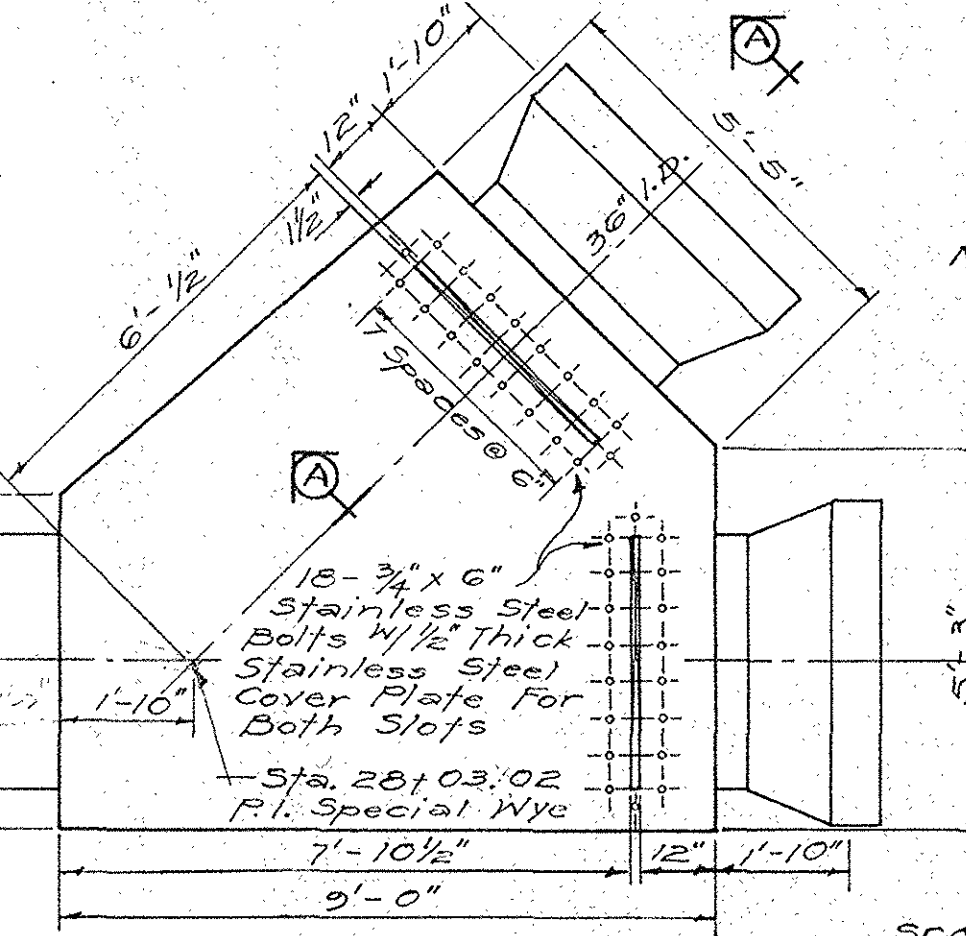 1'-10"
12"
1½"
6'-½"
A
5'-5"
36" I.D.
7 Spaces @ 6"
A
18-¾" x 6"
Stainless Steel
Bolts W/½" Thick
Stainless Steel
Cover Plate For
Both Slots
1'-10"
Sta. 28+03.02
P.I. Special Wye
5'-3"
7'-10½"
12"
1'-10"
9'-0"